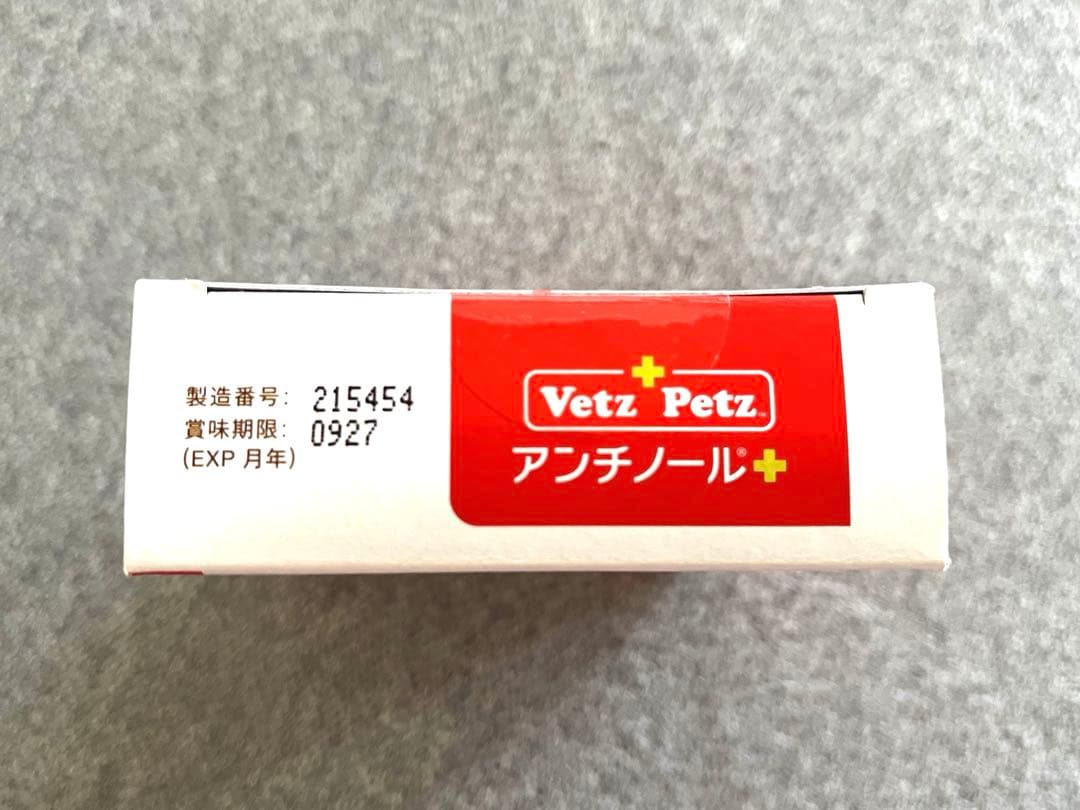 製造番号: 215454
賞味期限: 0927
(EXP 月年)
Vetz Petz™
アンチノール®+